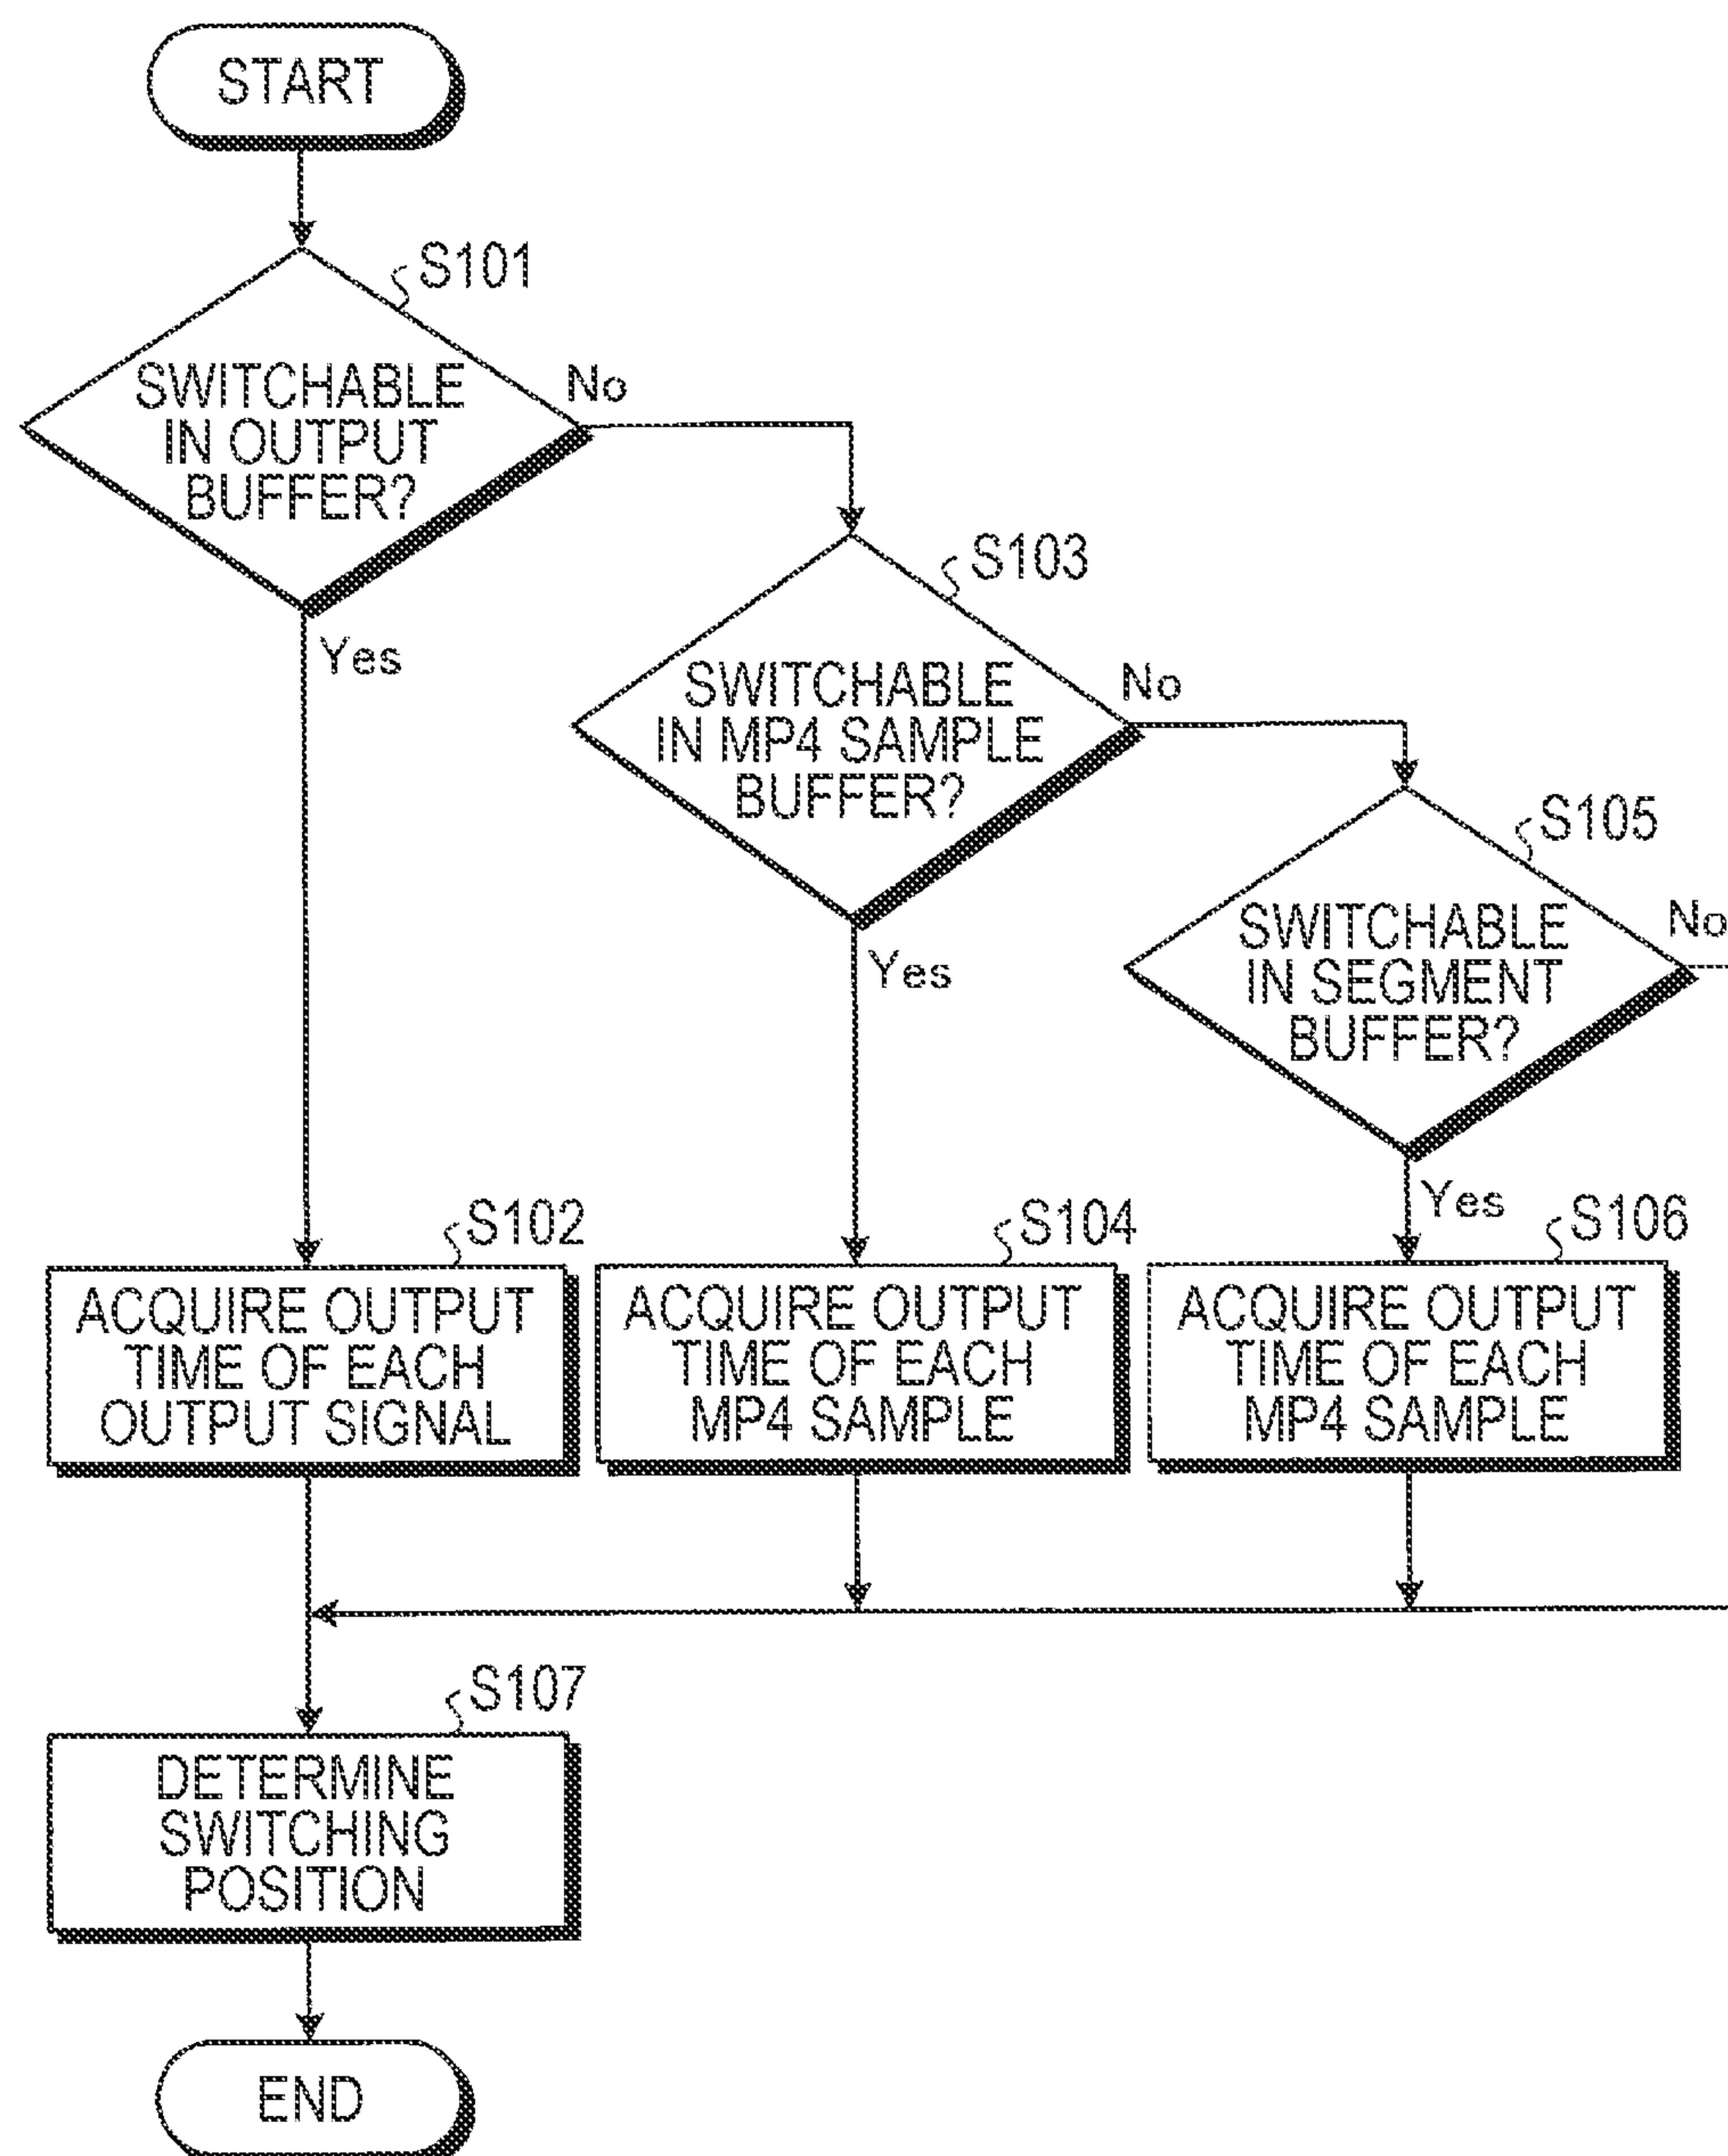 START
S101
SWITCHABLE
IN OUTPUT
BUFFER?
No
Yes
S103
SWITCHABLE
IN MP4 SAMPLE
BUFFER?
No
Yes
S105
SWITCHABLE
IN SEGMENT
BUFFER?
No
Yes
S102
ACQUIRE OUTPUT
TIME OF EACH
OUTPUT SIGNAL
S104
ACQUIRE OUTPUT
TIME OF EACH
MP4 SAMPLE
S106
ACQUIRE OUTPUT
TIME OF EACH
MP4 SAMPLE
S107
DETERMINE
SWITCHING
POSITION
END